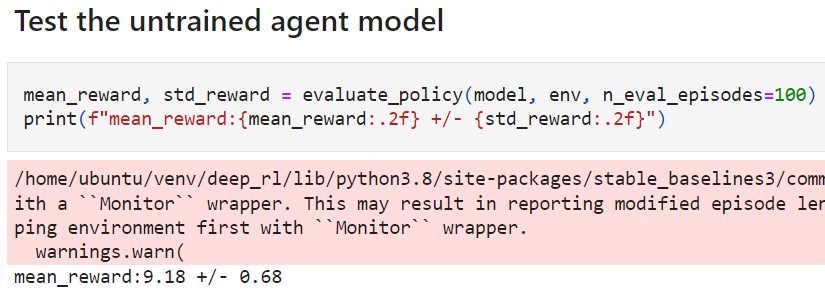 Test the untrained agent model
mean_reward, std_reward = evaluate_policy(model, env, n_eval_episodes=100)
print(f"mean_reward:{mean_reward:.2f} +/- {std_reward:.2f}")
/home/ubuntu/venv/deep_rl/lib/python3.8/site-packages/stable_baselines3/comm
ith a ``Monitor`` wrapper. This may result in reporting modified episode len
ping environment first with ``Monitor`` wrapper.
warnings.warn(
mean_reward:9.18 +/- 0.68